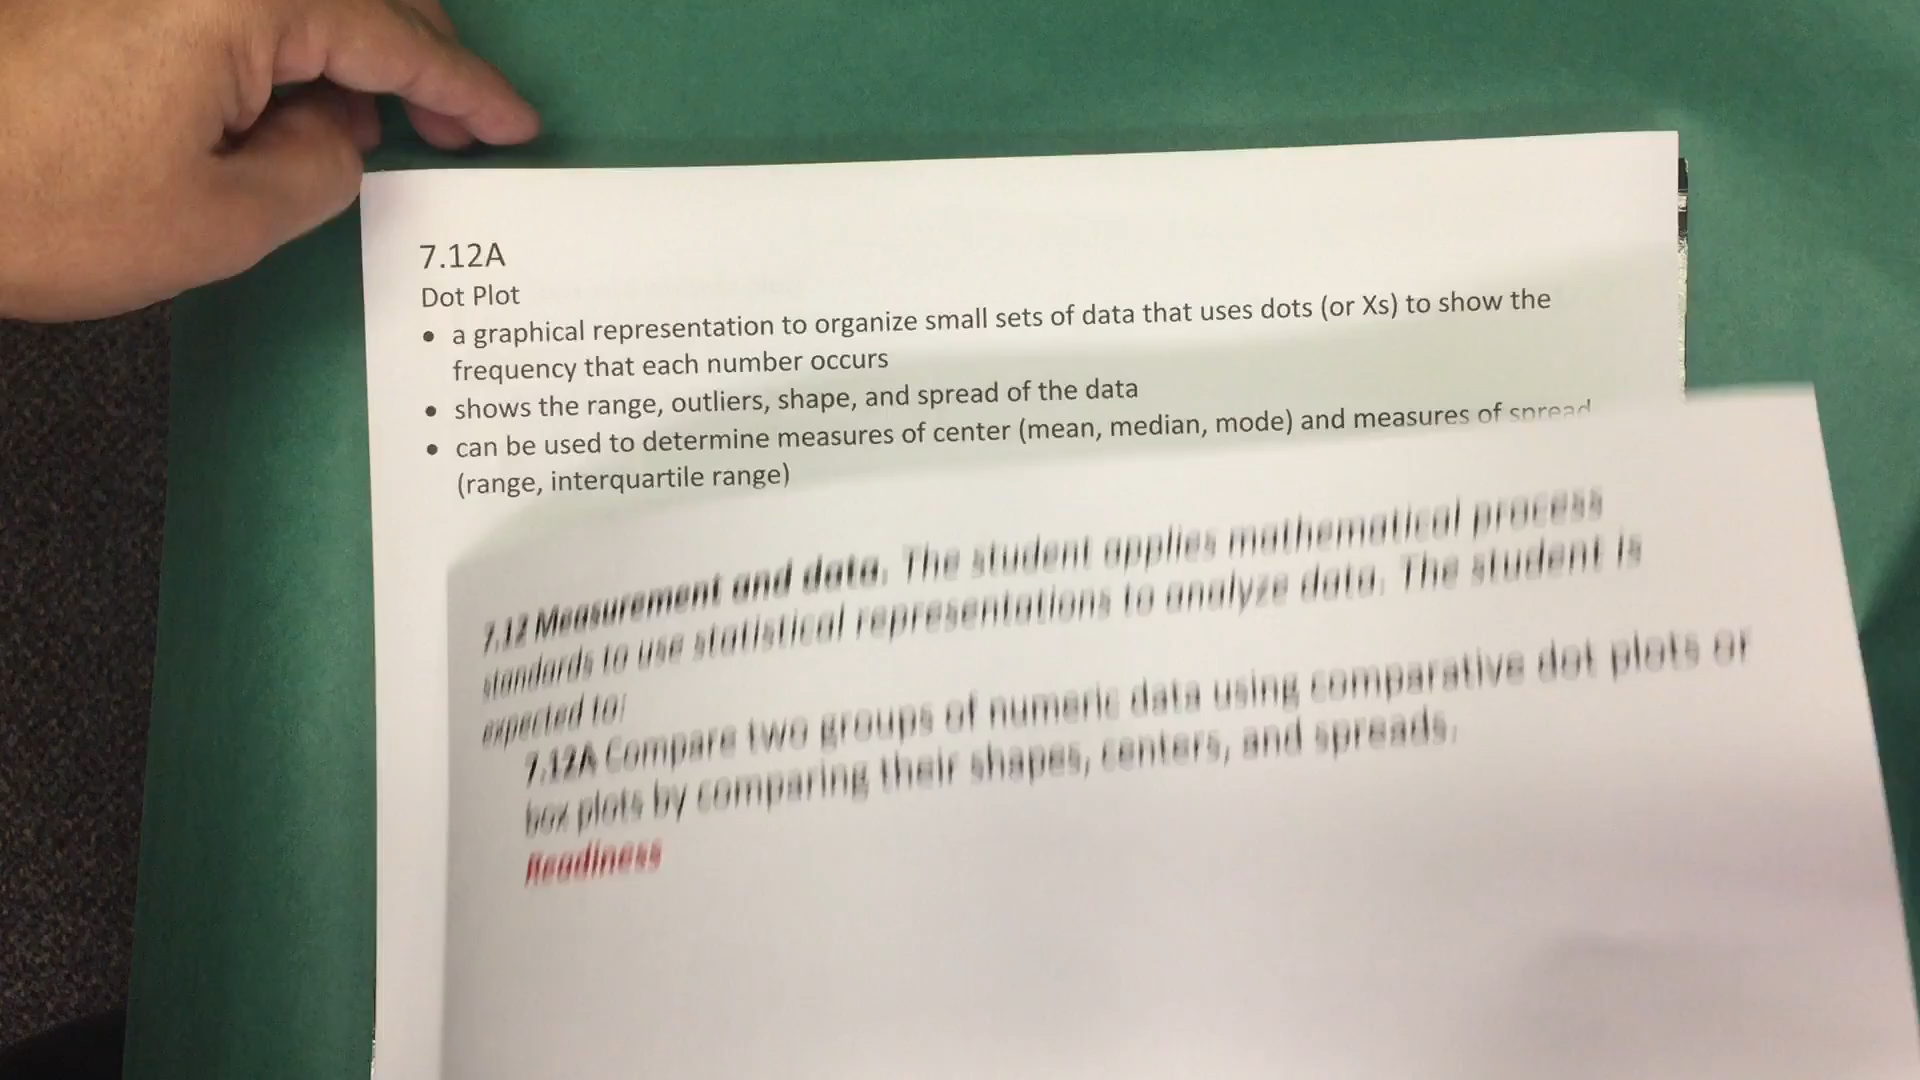 7.12A
Dot Plot
• a graphical representation to organize small sets of data that uses dots (or Xs) to show the
frequency that each number occurs
• shows the range, outliers, shape, and spread of the data
• can be used to determine measures of center (mean, median, mode) and measures of spread
(range, interquartile range)
7.12 Measurement and data. The student applies mathematical process
standards to use statistical representations to analyze data. The student is
expected to:
7.12A Compare two groups of numeric data using comparative dot plots or
box plots by comparing their shapes, centers, and spreads.
Readiness